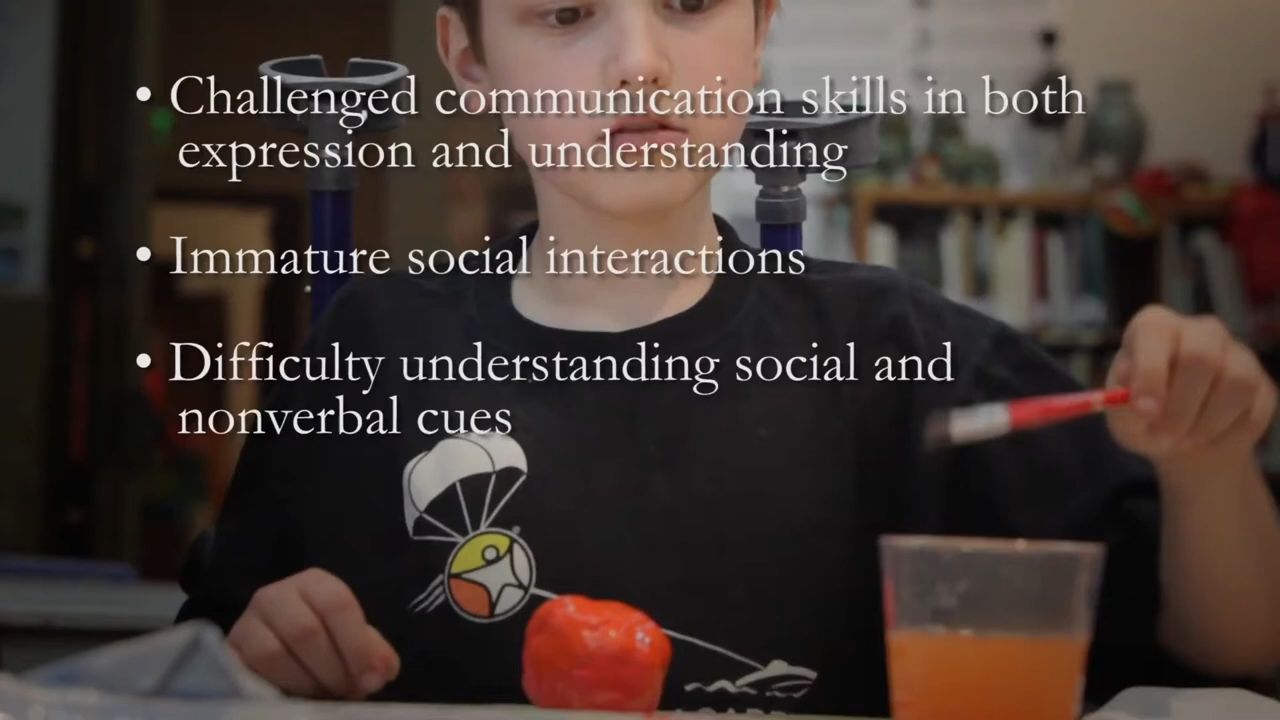 • Challenged communication skills in both
expression and understanding
• Immature social interactions
• Difficulty understanding social and
nonverbal cues